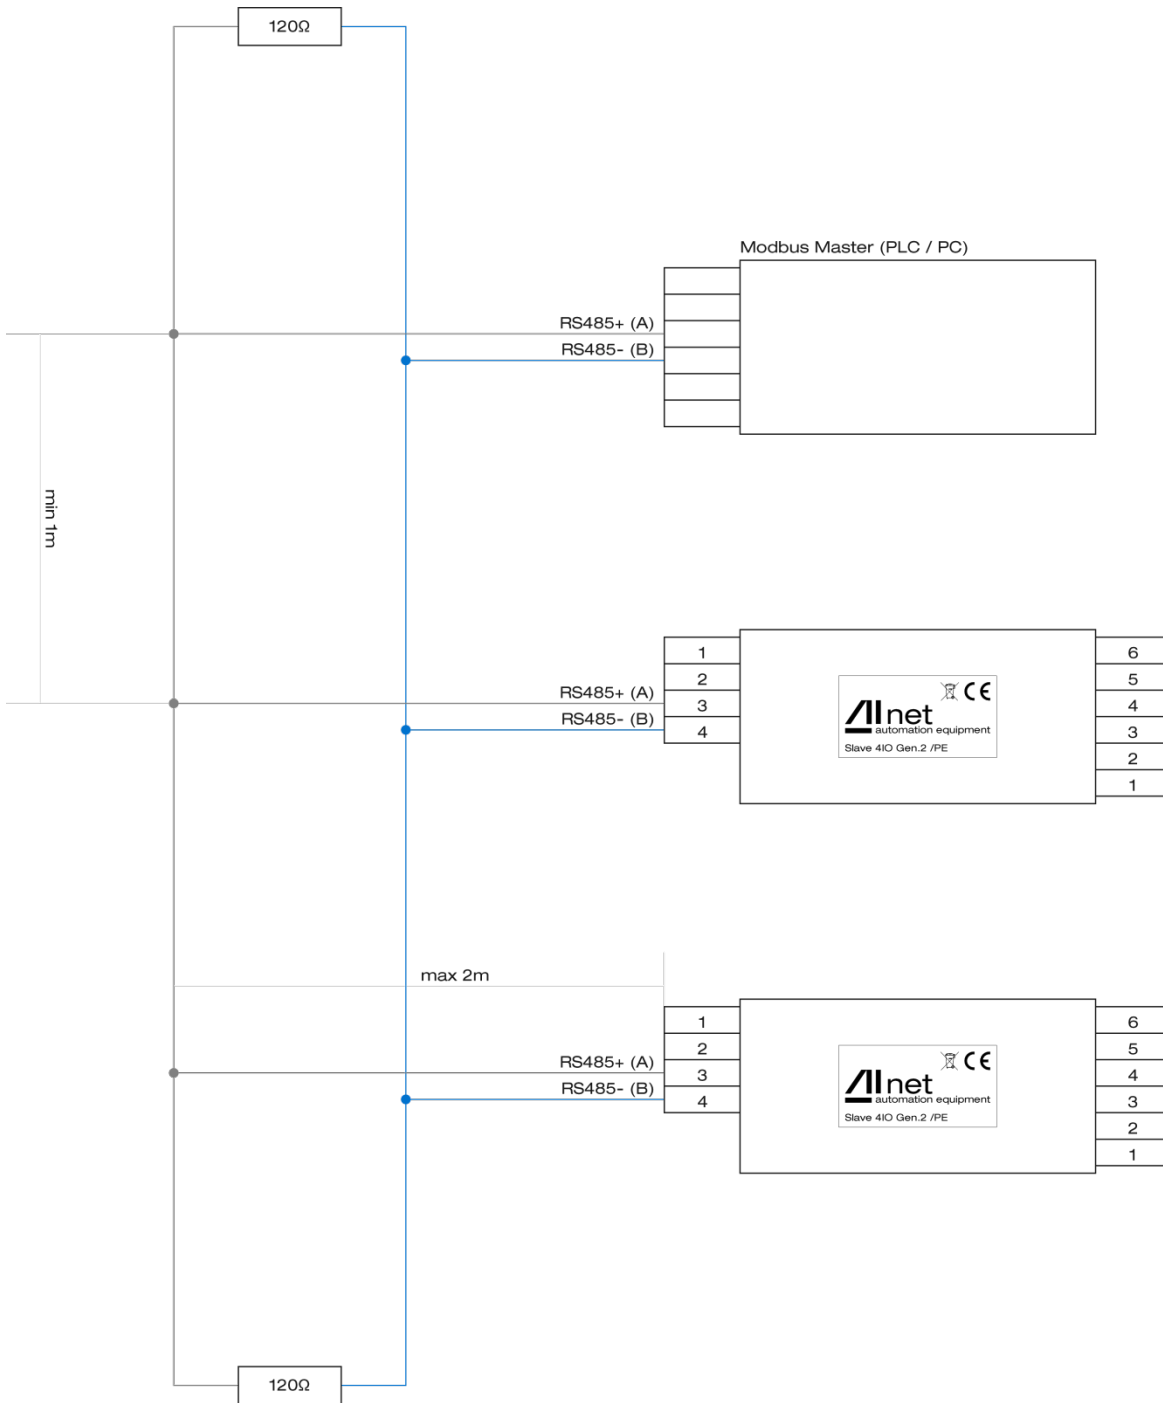 120Ω
Modbus Master (PLC / PC)
RS485+ (A)
RS485- (B)
min 1m
1
2
3
4
RS485+ (A)
RS485- (B)
CE
AI net
automation equipment
Slave 4IO Gen.2 /PE
6
5
4
3
2
1
max 2m
1
2
3
4
RS485+ (A)
RS485- (B)
CE
AI net
automation equipment
Slave 4IO Gen.2 /PE
6
5
4
3
2
1
120Ω